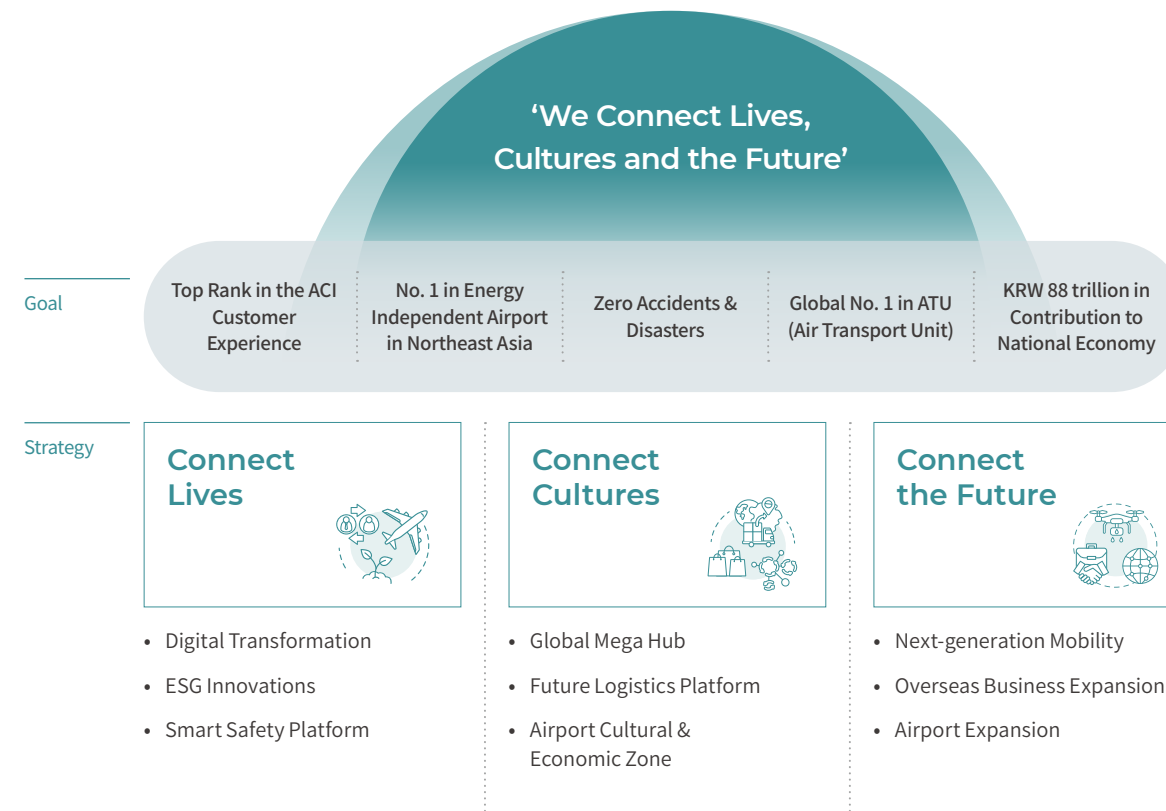 ‘We Connect Lives,
Cultures and the Future’
Goal
Top Rank in the ACI
Customer
Experience
No. 1 in Energy
Independent Airport
in Northeast Asia
Zero Accidents &
Disasters
Global No. 1 in ATU
(Air Transport Unit)
KRW 88 trillion in
Contribution to
National Economy
Strategy
Connect
Lives
• Digital Transformation
• ESG Innovations
• Smart Safety Platform
Connect
Cultures
• Global Mega Hub
• Future Logistics Platform
• Airport Cultural &
Economic Zone
Connect
the Future
• Next-generation Mobility
• Overseas Business Expansion
• Airport Expansion